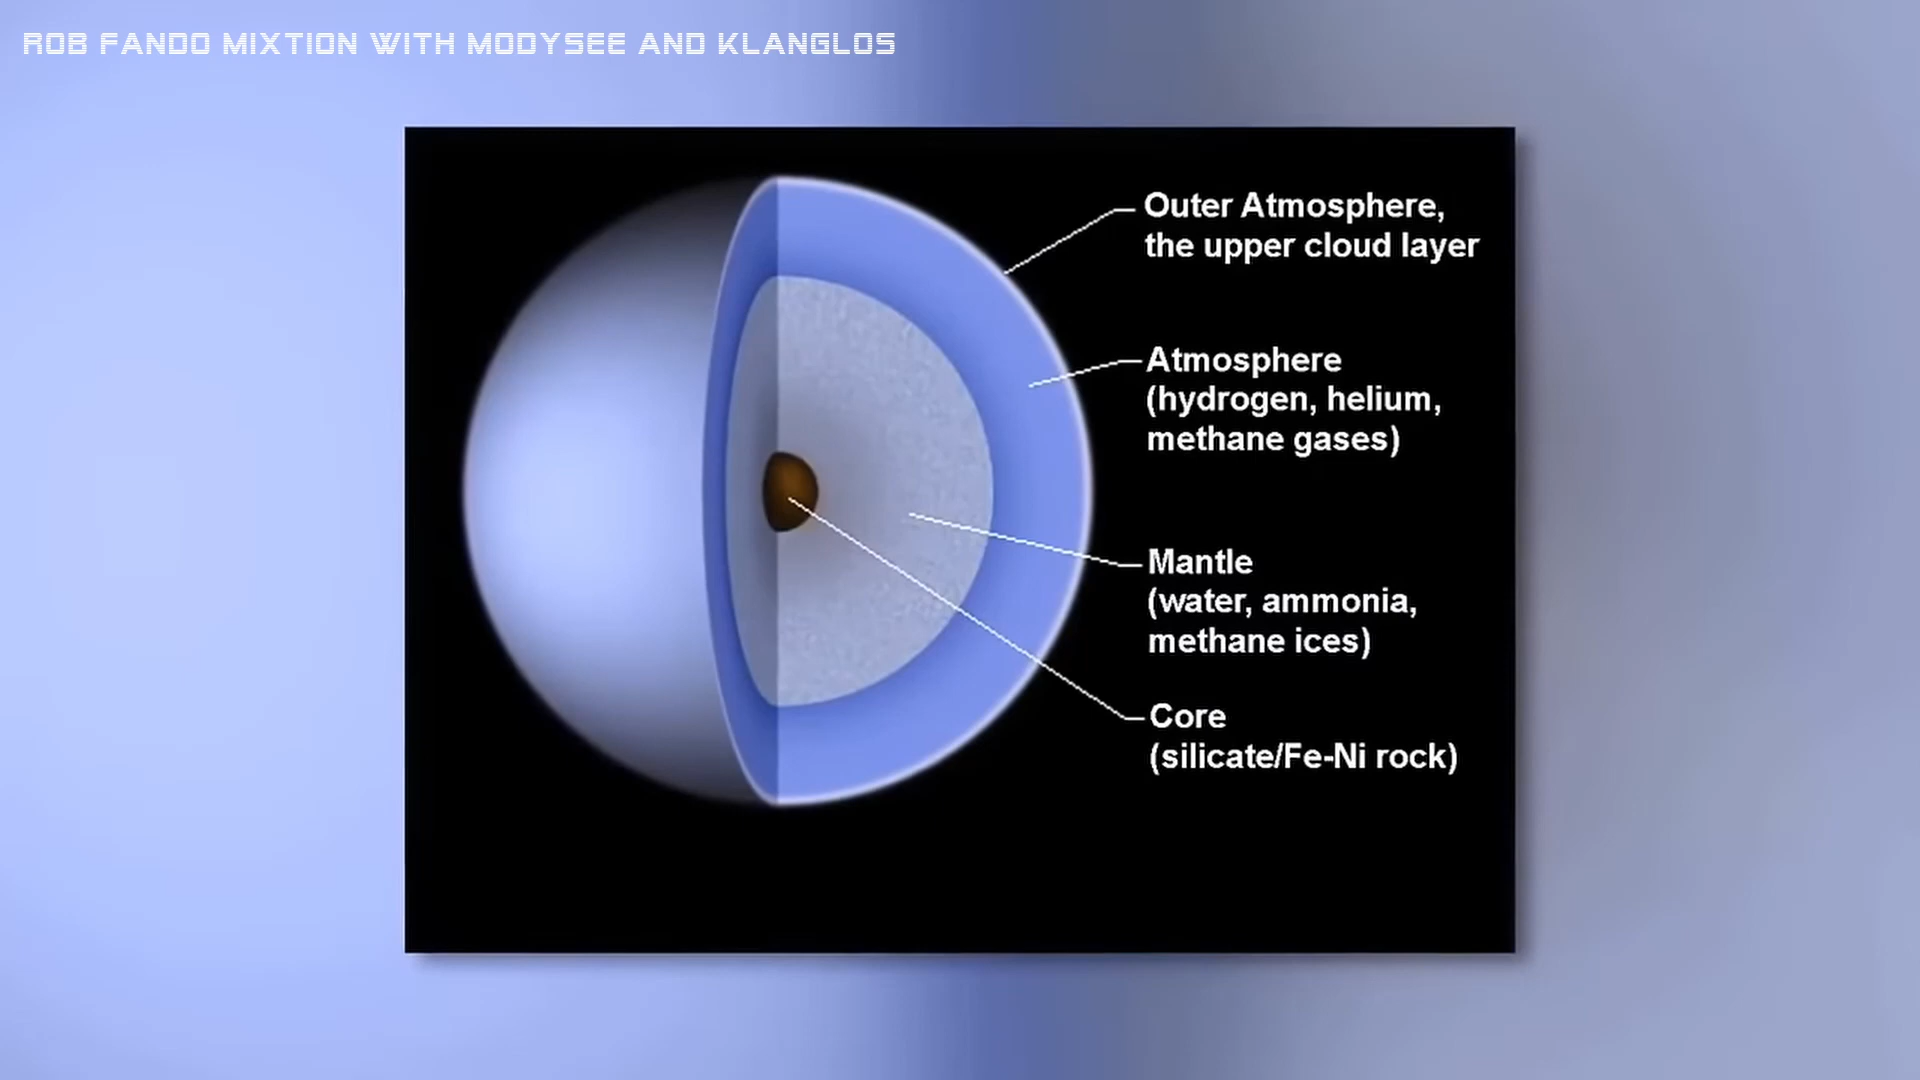 ROB FANDO MIXTION WITH MODYSEE AND KLANGLOS
Outer Atmosphere,
the upper cloud layer
Atmosphere
(hydrogen, helium,
methane gases)
Mantle
(water, ammonia,
methane ices)
Core
(silicate/Fe-Ni rock)